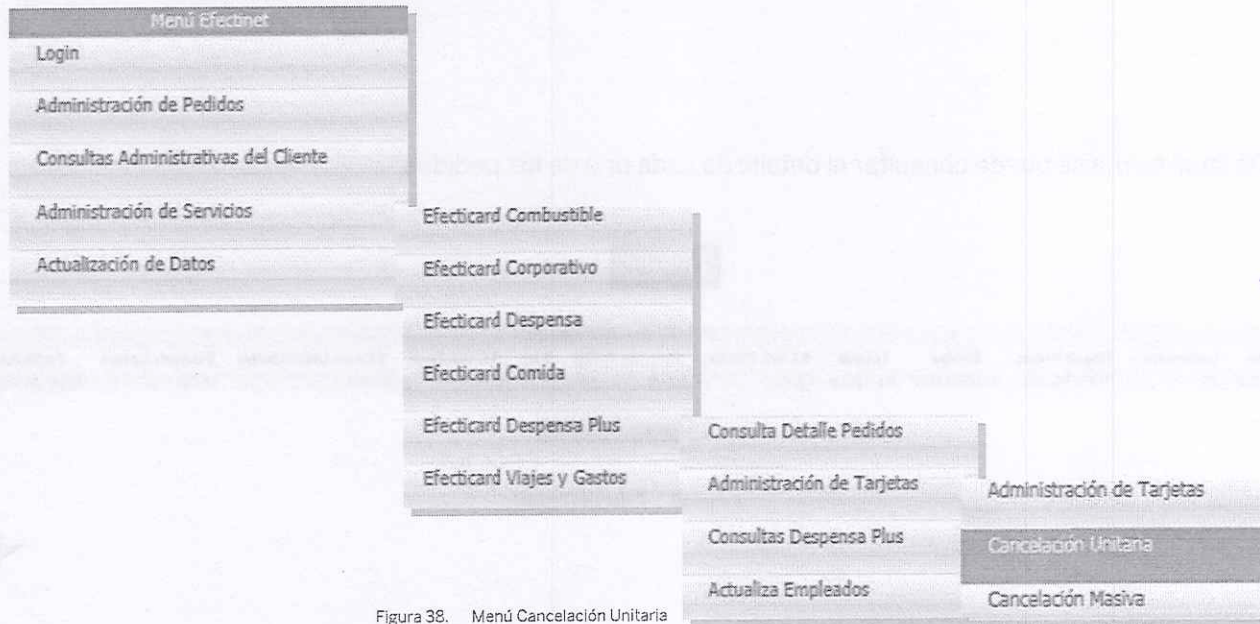 Menú Efectinet
Login
Administración de Pedidos
Consultas Administrativas del Cliente
Administración de Servicios
Actualización de Datos
Efecticard Combustible
Efecticard Corporativo
Efecticard Despensa
Efecticard Comida
Efecticard Despensa Plus
Efecticard Viajes y Gastos
Consulta Detalle Pedidos
Administración de Tarjetas
Consultas Despensa Plus
Actualiza Empleados
Administración de Tarjetas
Cancelación Unitaria
Cancelación Masiva
Figura 38. Menú Cancelación Unitaria